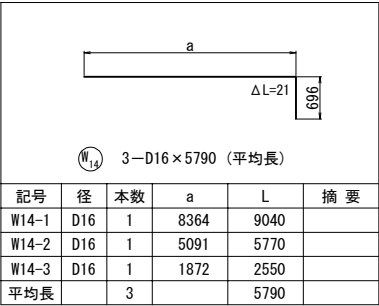 a
ΔL=21
696
W14 3-D16×5790 (平均長)
記号 径 本数 a L 摘 要
W14-1 D16 1 8364 9040
W14-2 D16 1 5091 5770
W14-3 D16 1 1872 2550
平均長 3 5790